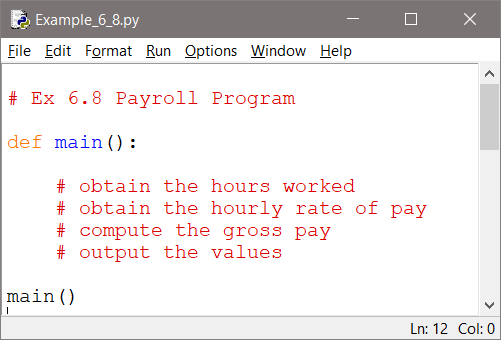 Example_6_8.py
File Edit Format Run Options Window Help
# Ex 6.8 Payroll Program
def main():
# obtain the hours worked
# obtain the hourly rate of pay
# compute the gross pay
# output the values
main()
Ln: 12 Col: 0